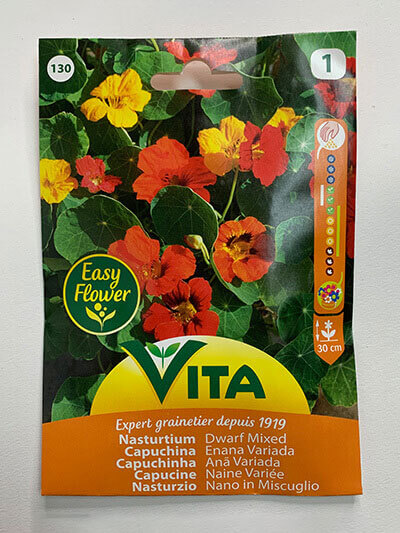 130
1
Easy
Flower
30 cm
VITA
Expert grainetier depuis 1919
Nasturtium Dwarf Mixed
Capuchina Enana Variada
Capuchinha Anã Variada
Capucine Naine Variée
Nasturzio Nano in Miscuglio